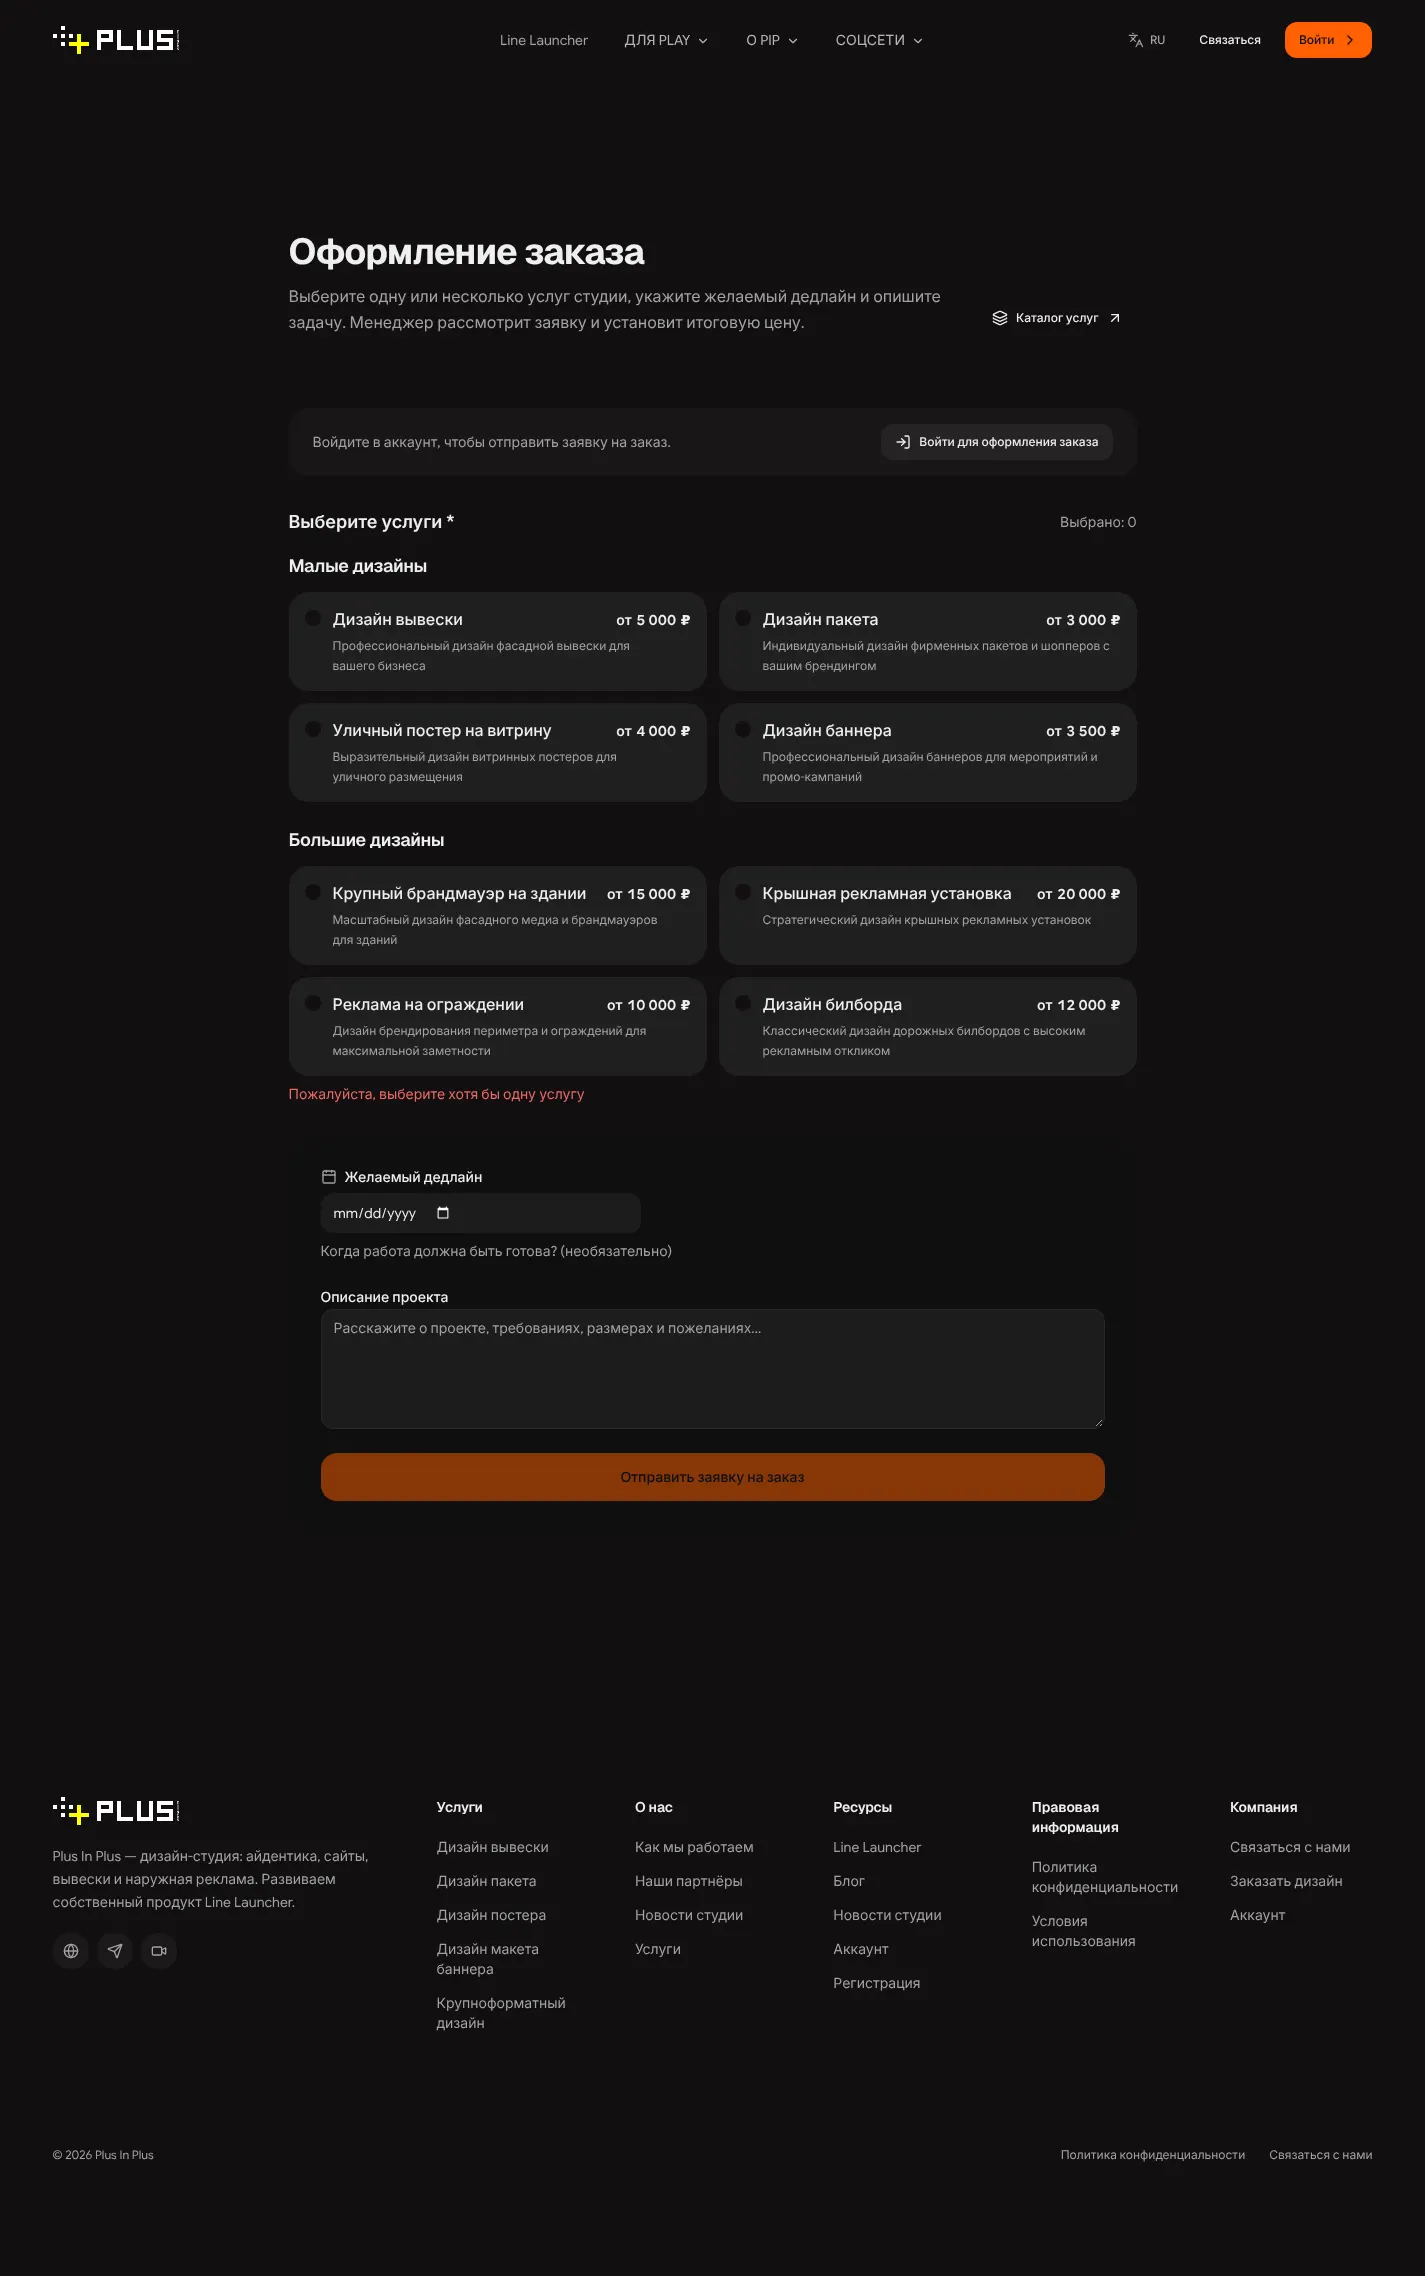 PLUS
Line Launcher
ДЛЯ PLAY
О PIP
СОЦСЕТИ
RU
Связаться
Войти
Оформление заказа
Выберите одну или несколько услуг студии, укажите желаемый дедлайн и опишите
задачу. Менеджер рассмотрит заявку и установит итоговую цену.
Каталог услуг
Войдите в аккаунт, чтобы отправить заявку на заказ.
Войти для оформления заказа
Выберите услуги *
Выбрано: 0
Малые дизайны
Дизайн вывески
от 5 000 ₽
Профессиональный дизайн фасадной вывески для
вашего бизнеса
Дизайн пакета
от 3 000 ₽
Индивидуальный дизайн фирменных пакетов и шопперов с
вашим брендингом
Уличный постер на витрину
от 4 000 ₽
Выразительный дизайн витринных постеров для
уличного размещения
Дизайн баннера
от 3 500 ₽
Профессиональный дизайн баннеров для мероприятий и
промо-кампаний
Большие дизайны
Крупный брандмауэр на здании
от 15 000 ₽
Масштабный дизайн фасадного медиа и брандмауэров
для зданий
Крышная рекламная установка
от 20 000 ₽
Стратегический дизайн крышных рекламных установок
Реклама на ограждении
от 10 000 ₽
Дизайн брендирования периметра и ограждений для
максимальной заметности
Дизайн билборда
от 12 000 ₽
Классический дизайн дорожных билбордов с высоким
рекламным откликом
Пожалуйста, выберите хотя бы одну услугу
Желаемый дедлайн
mm/dd/yyyy
Когда работа должна быть готова? (необязательно)
Описание проекта
Расскажите о проекте, требованиях, размерах и пожеланиях...
Отправить заявку на заказ
PLUS
Plus In Plus — дизайн-студия: айдентика, сайты,
вывески и наружная реклама. Развиваем
собственный продукт Line Launcher.
Услуги
Дизайн вывески
Дизайн пакета
Дизайн постера
Дизайн макета
баннера
Крупноформатный
дизайн
О нас
Как мы работаем
Наши партнёры
Новости студии
Услуги
Ресурсы
Line Launcher
Блог
Новости студии
Аккаунт
Регистрация
Правовая
информация
Политика
конфиденциальности
Условия
использования
Компания
Связаться с нами
Заказать дизайн
Аккаунт
© 2026 Plus In Plus
Политика конфиденциальности
Связаться с нами